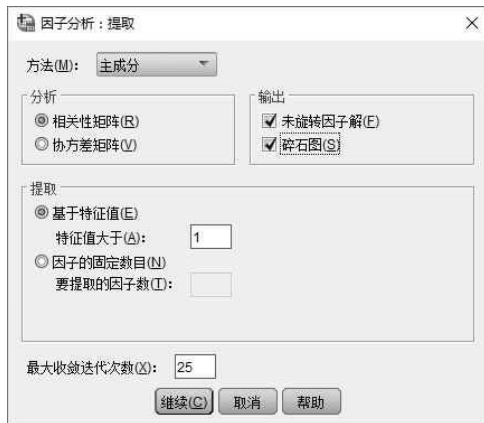 因子分析：提取
方法(M)： 主成分
分析
相关性矩阵(R)
协方差矩阵(V)
输出
未旋转因子解(F)
碎石图(S)
提取
基于特征值(E)
特征值大于(A)： 1
因子的固定数目(N)
要提取的因子数(T)：
最大收敛迭代次数(X)： 25
继续(C) 取消 帮助